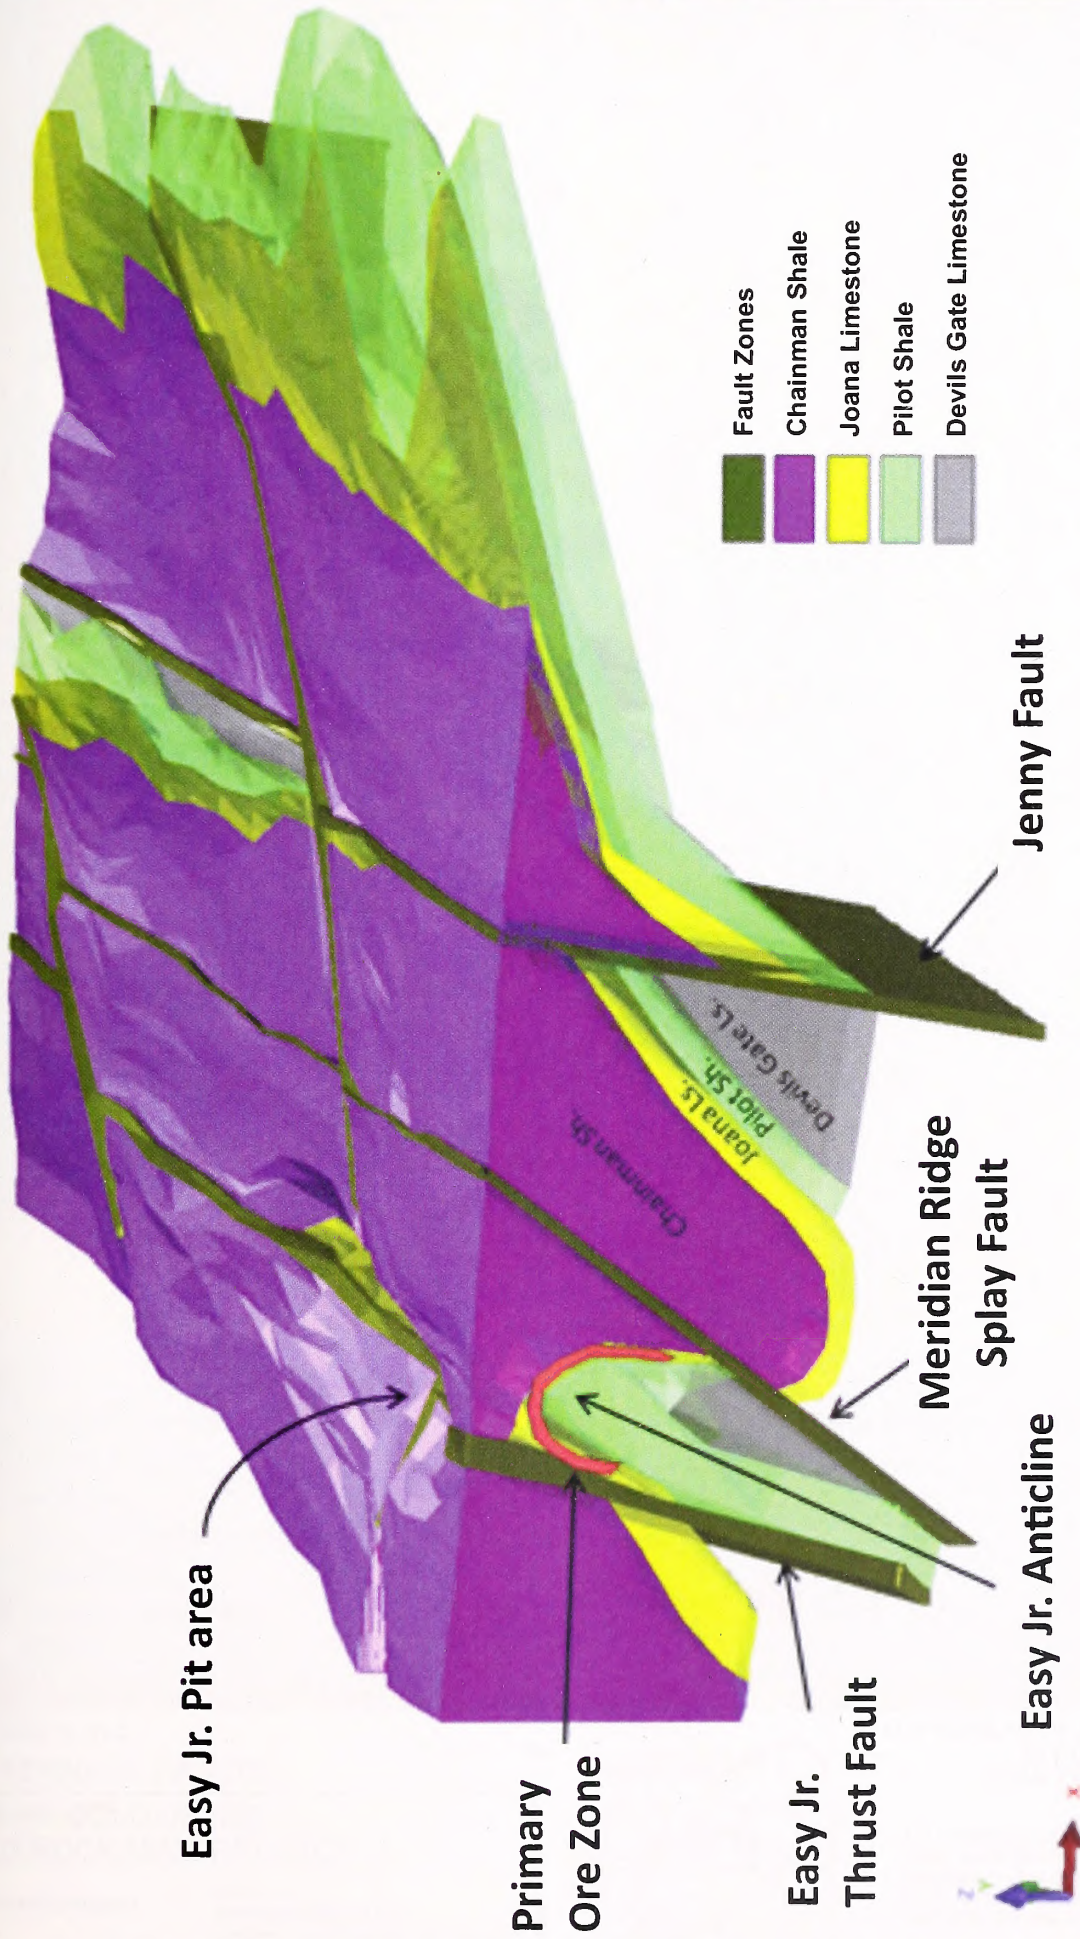 Easy Jr. Pit area
Primary
Ore Zone
Easy Jr.
Thrust Fault
Easy Jr. Anticline
Meridian Ridge
Splay Fault
Jenny Fault
Chainman Sh.
Joana Ls.
Pilot Sh.
Devils Gate Ls.
Fault Zones
Chainman Shale
Joana Limestone
Pilot Shale
Devils Gate Limestone
Z
Y
X